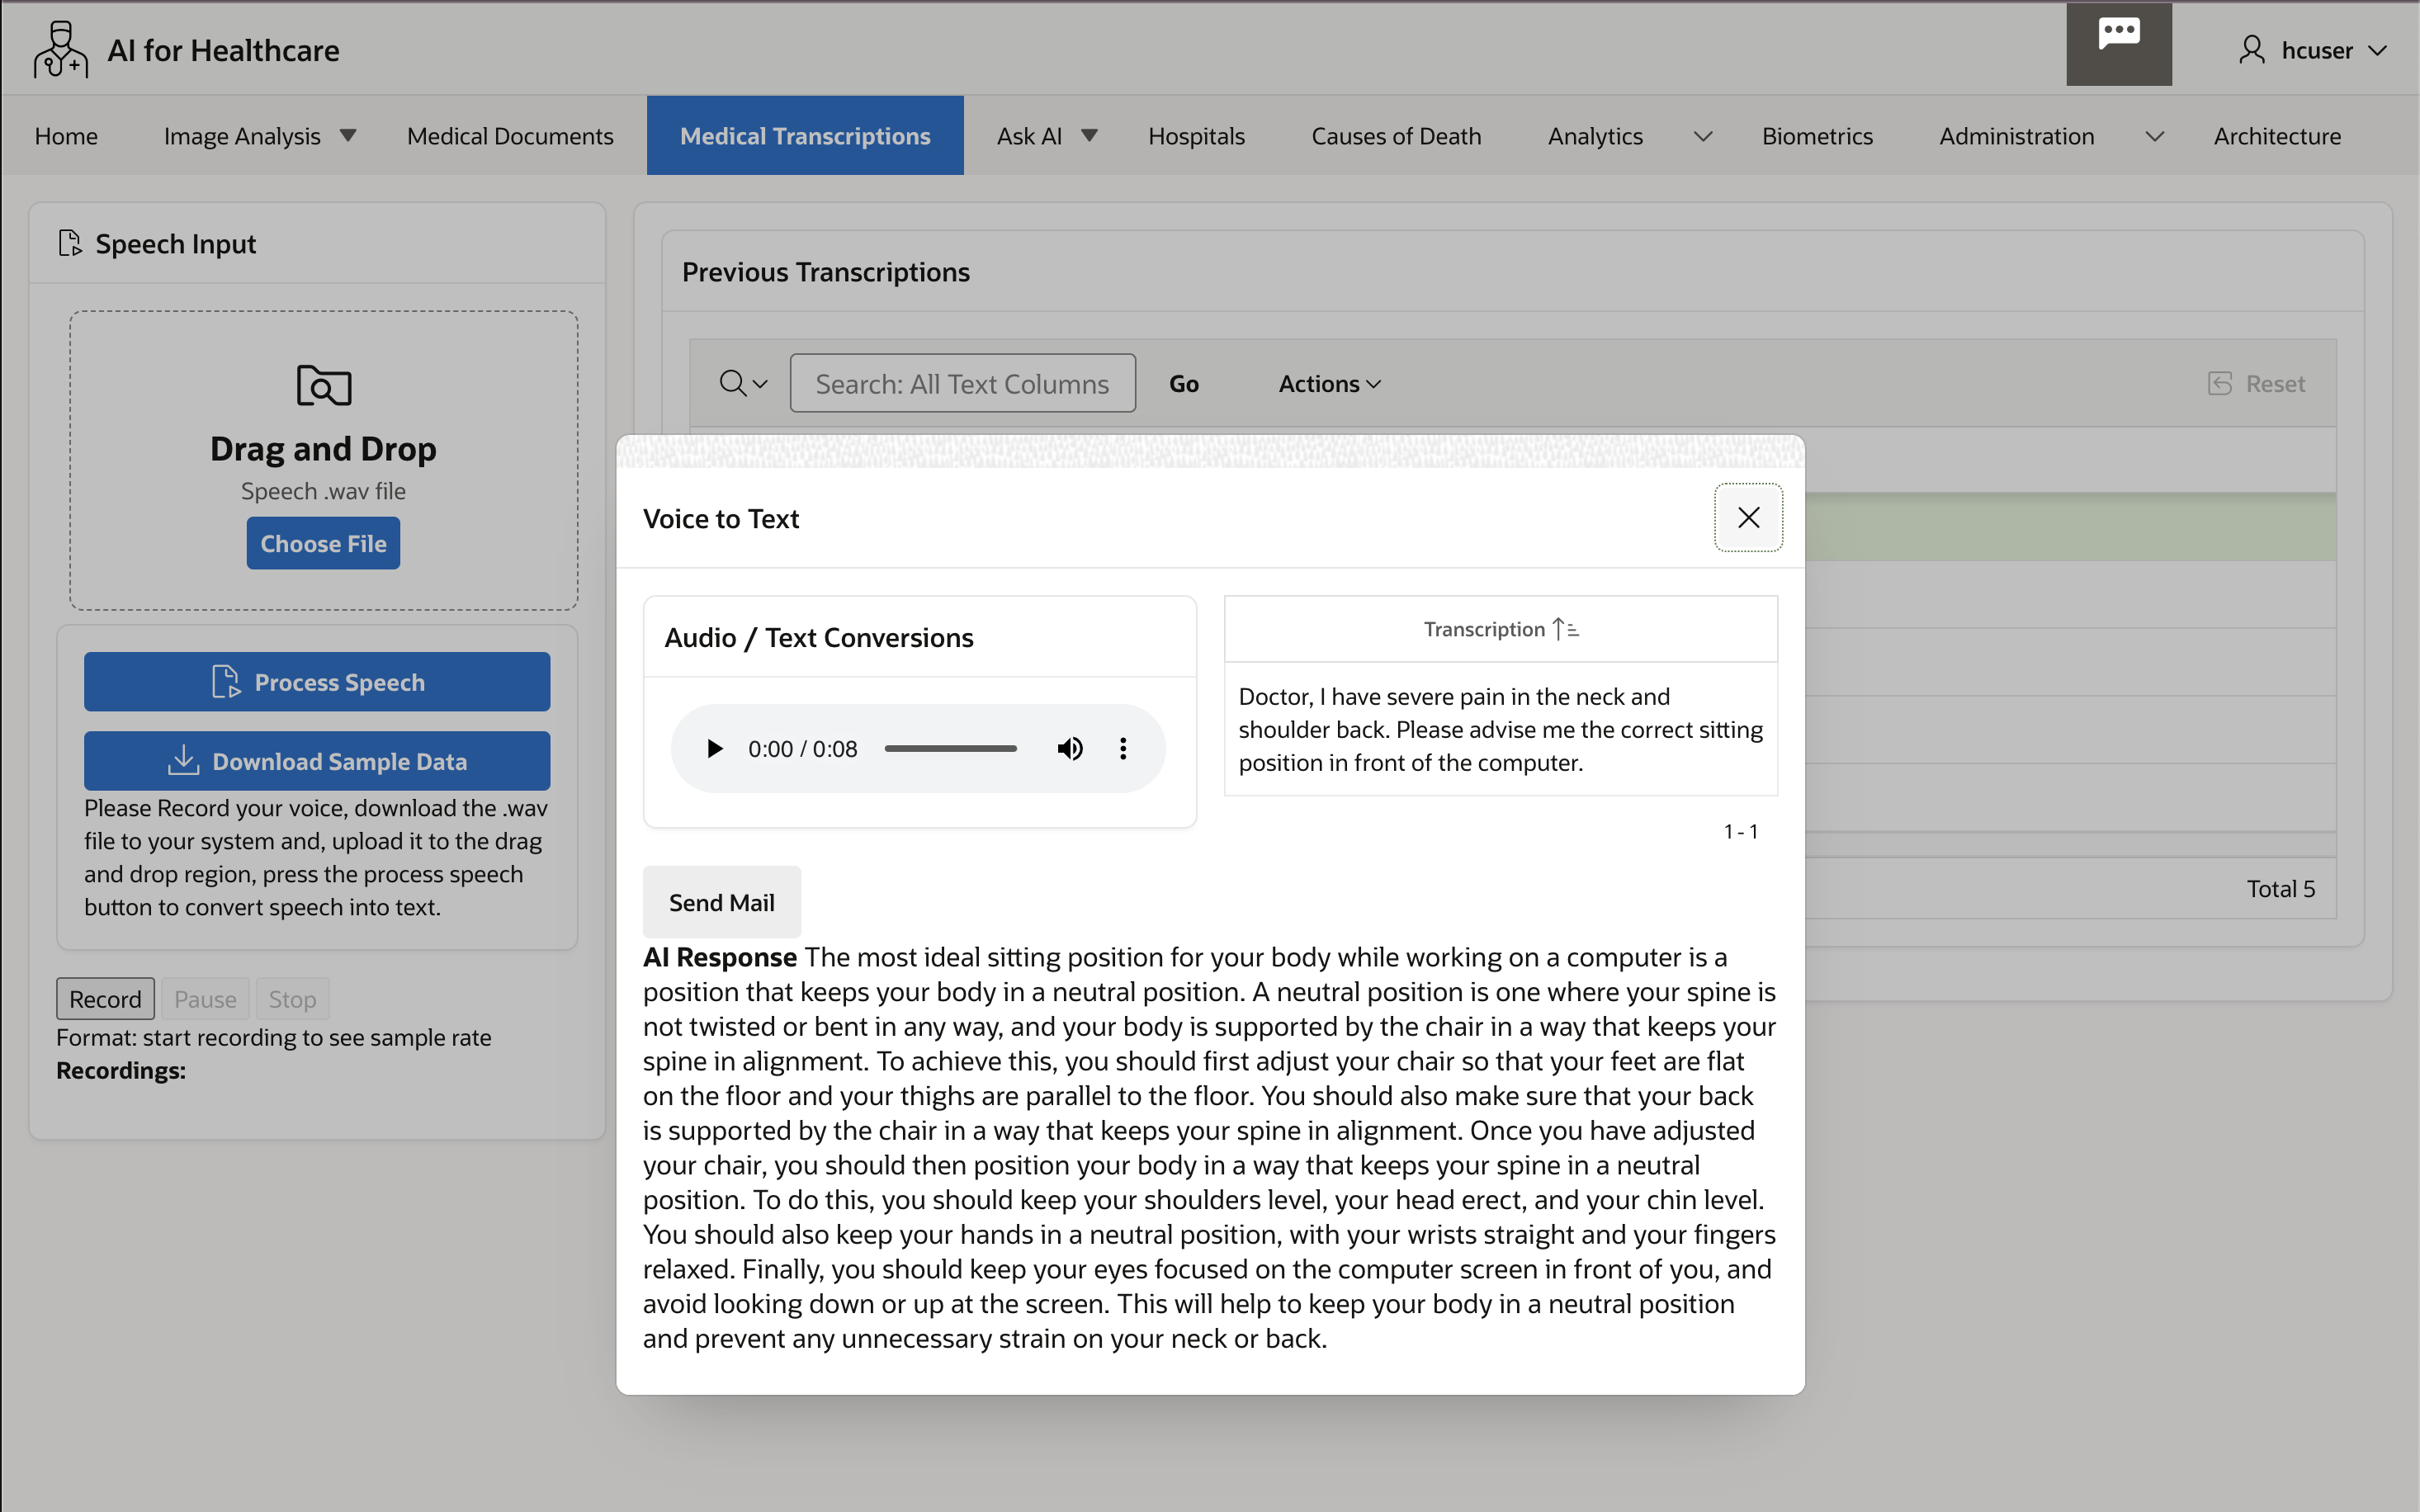 AI for Healthcare
hcuser
Home
Image Analysis
Medical Documents
Medical Transcriptions
Ask AI
Hospitals
Causes of Death
Analytics
Biometrics
Administration
Architecture
Speech Input
Drag and Drop
Speech .wav file
Choose File
Process Speech
Download Sample Data
Please Record your voice, download the .wav
file to your system and, upload it to the drag
and drop region, press the process speech
button to convert speech into text.
Record Pause Stop
Format: start recording to see sample rate
Recordings:
Previous Transcriptions
Search: All Text Columns
Go
Actions
Reset
Total 5
Voice to Text
Audio / Text Conversions
0:00 / 0:08
Transcription
Doctor, I have severe pain in the neck and
shoulder back. Please advise me the correct sitting
position in front of the computer.
1 - 1
Send Mail
AI Response The most ideal sitting position for your body while working on a computer is a
position that keeps your body in a neutral position. A neutral position is one where your spine is
not twisted or bent in any way, and your body is supported by the chair in a way that keeps your
spine in alignment. To achieve this, you should first adjust your chair so that your feet are flat
on the floor and your thighs are parallel to the floor. You should also make sure that your back
is supported by the chair in a way that keeps your spine in alignment. Once you have adjusted
your chair, you should then position your body in a way that keeps your spine in a neutral
position. To do this, you should keep your shoulders level, your head erect, and your chin level.
You should also keep your hands in a neutral position, with your wrists straight and your fingers
relaxed. Finally, you should keep your eyes focused on the computer screen in front of you, and
avoid looking down or up at the screen. This will help to keep your body in a neutral position
and prevent any unnecessary strain on your neck or back.